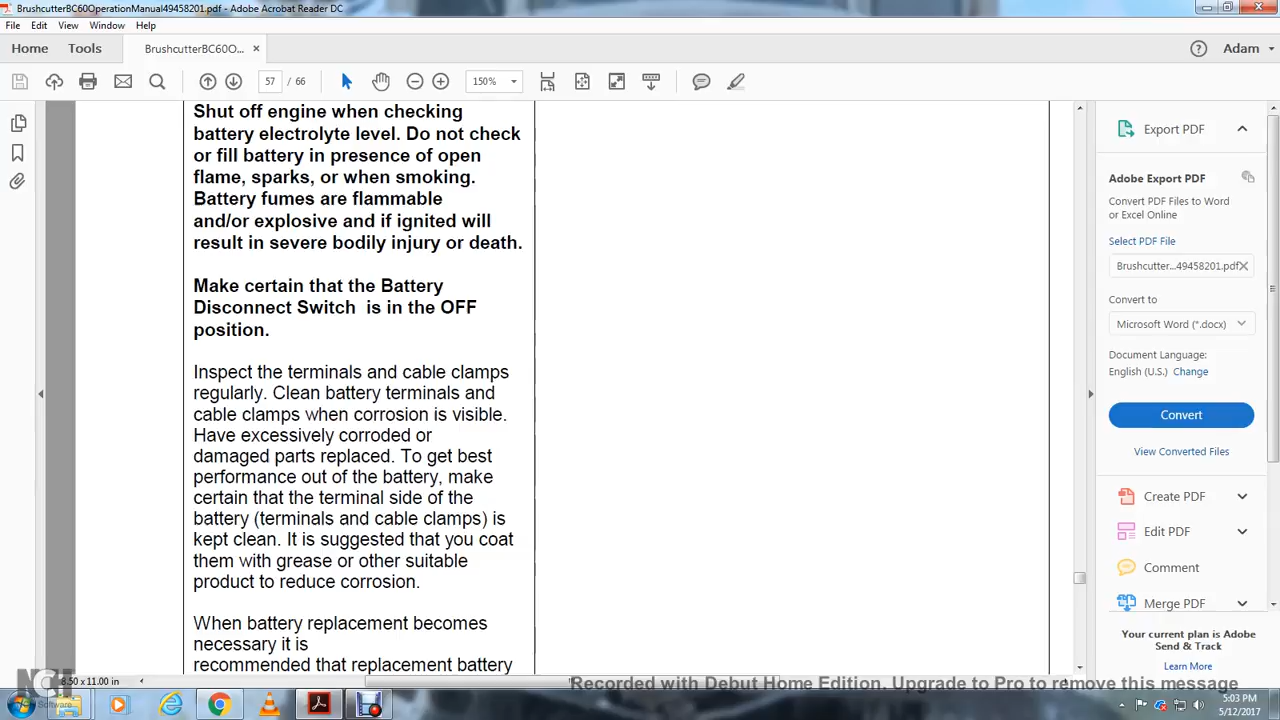 BrushcutterBC60OperationManual49458201.pdf - Adobe Acrobat Reader DC
File Edit View Window Help
Home Tools BrushcutterBC60O... × Adam
57 / 66 150%
Shut off engine when checking
battery electrolyte level. Do not check
or fill battery in presence of open
flame, sparks, or when smoking.
Battery fumes are flammable
and/or explosive and if ignited will
result in severe bodily injury or death.
Make certain that the Battery
Disconnect Switch is in the OFF
position.
Inspect the terminals and cable clamps
regularly. Clean battery terminals and
cable clamps when corrosion is visible.
Have excessively corroded or
damaged parts replaced. To get best
performance out of the battery, make
certain that the terminal side of the
battery (terminals and cable clamps) is
kept clean. It is suggested that you coat
them with grease or other suitable
product to reduce corrosion.
When battery replacement becomes
necessary it is
recommended that replacement battery
Export PDF
Adobe Export PDF
Convert PDF Files to Word
or Excel Online
Select PDF File
Brushcutter...49458201.pdf
Convert to
Microsoft Word (*.docx)
Document Language:
English (U.S.) Change
Convert
View Converted Files
Create PDF
Edit PDF
Comment
Merge PDF
Your current plan is Adobe
Send & Track
Learn More
8.50 x 11.00 in
NCH Software
Recorded with Debut Home Edition. Upgrade to Pro to remove this message
5:03 PM
5/12/2017